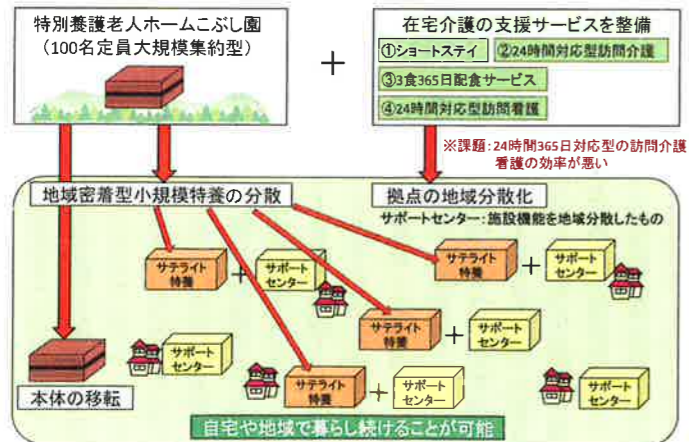 特別養護老人ホームこぶし園
（100名定員大規模集約型）
＋
在宅介護の支援サービスを整備
①ショートステイ
②24時間対応型訪問介護
③3食365日配食サービス
④24時間対応型訪問看護
※課題：24時間365日対応型の訪問介護
看護の効率が悪い
地域密着型小規模特養の分散
拠点の地域分散化
サポートセンター：施設機能を地域分散したもの
サテライト
特養
＋
サポート
センター
サテライト
特養
＋
サポート
センター
サテライト
特養
＋
サポート
センター
サポート
センター
サテライト
特養
＋
サポート
センター
サポート
センター
本体の移転
自宅や地域で暮らし続けることが可能